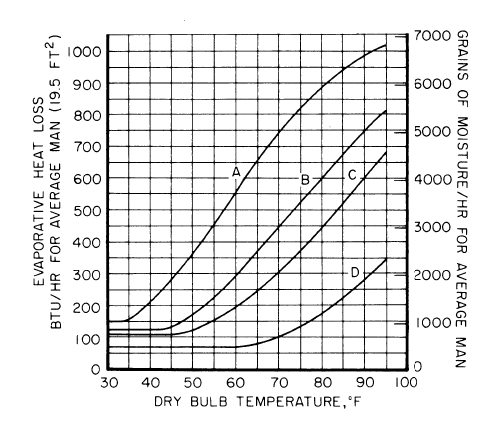 EVAPORATIVE HEAT LOSS
BTU/HR FOR AVERAGE MAN (19.5 FT²)
1000
900
800
700
600
500
400
300
200
100
0
A
B
C
D
7000
6000
5000
4000
3000
2000
1000
0
GRAINS OF MOISTURE/HR FOR AVERAGE MAN
30 40 50 60 70 80 90 100
DRY BULB TEMPERATURE, °F